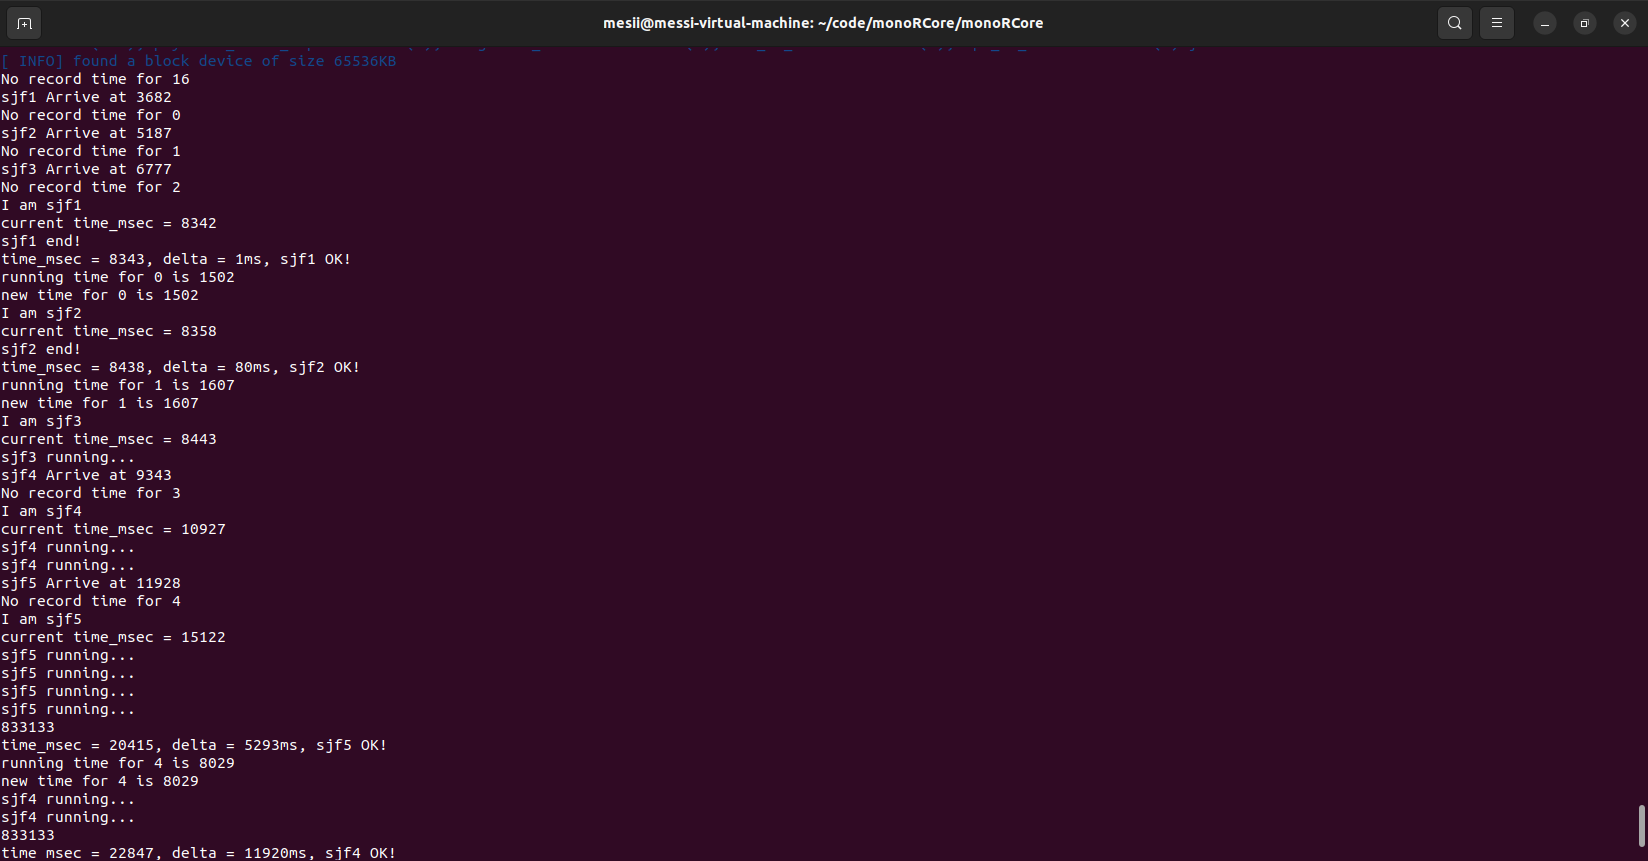 mesii@messi-virtual-machine: ~/code/monoRCore/monoRCore
[ INFO] found a block device of size 65536KB
No record time for 16
sjf1 Arrive at 3682
No record time for 0
sjf2 Arrive at 5187
No record time for 1
sjf3 Arrive at 6777
No record time for 2
I am sjf1
current time_msec = 8342
sjf1 end!
time_msec = 8343, delta = 1ms, sjf1 OK!
running time for 0 is 1502
new time for 0 is 1502
I am sjf2
current time_msec = 8358
sjf2 end!
time_msec = 8438, delta = 80ms, sjf2 OK!
running time for 1 is 1607
new time for 1 is 1607
I am sjf3
current time_msec = 8443
sjf3 running...
sjf4 Arrive at 9343
No record time for 3
I am sjf4
current time_msec = 10927
sjf4 running...
sjf4 running...
sjf5 Arrive at 11928
No record time for 4
I am sjf5
current time_msec = 15122
sjf5 running...
sjf5 running...
sjf5 running...
sjf5 running...
833133
time_msec = 20415, delta = 5293ms, sjf5 OK!
running time for 4 is 8029
new time for 4 is 8029
sjf4 running...
sjf4 running...
833133
time_msec = 22847, delta = 11920ms, sjf4 OK!